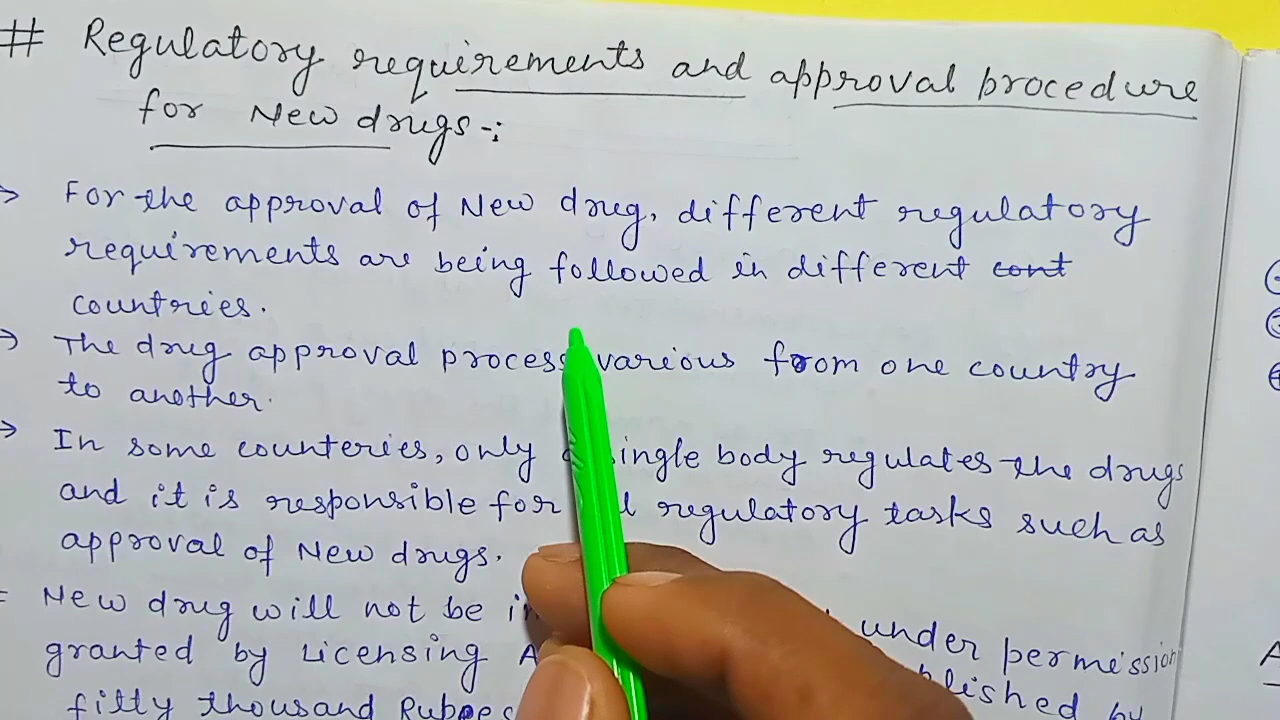 # Regulatory requirements and approval procedure
for New drugs -:
→ For the approval of New drug, different regulatory
requirements are being followed in different cont
countries.
→ The drug approval process various from one country
to another.
→ In some counteries, only single body regulates the drugs
and it is responsible for regulatory tasks such as
approval of New drugs.
= New drug will not be under permission
granted by Licensing
fifty thousand Rupees by